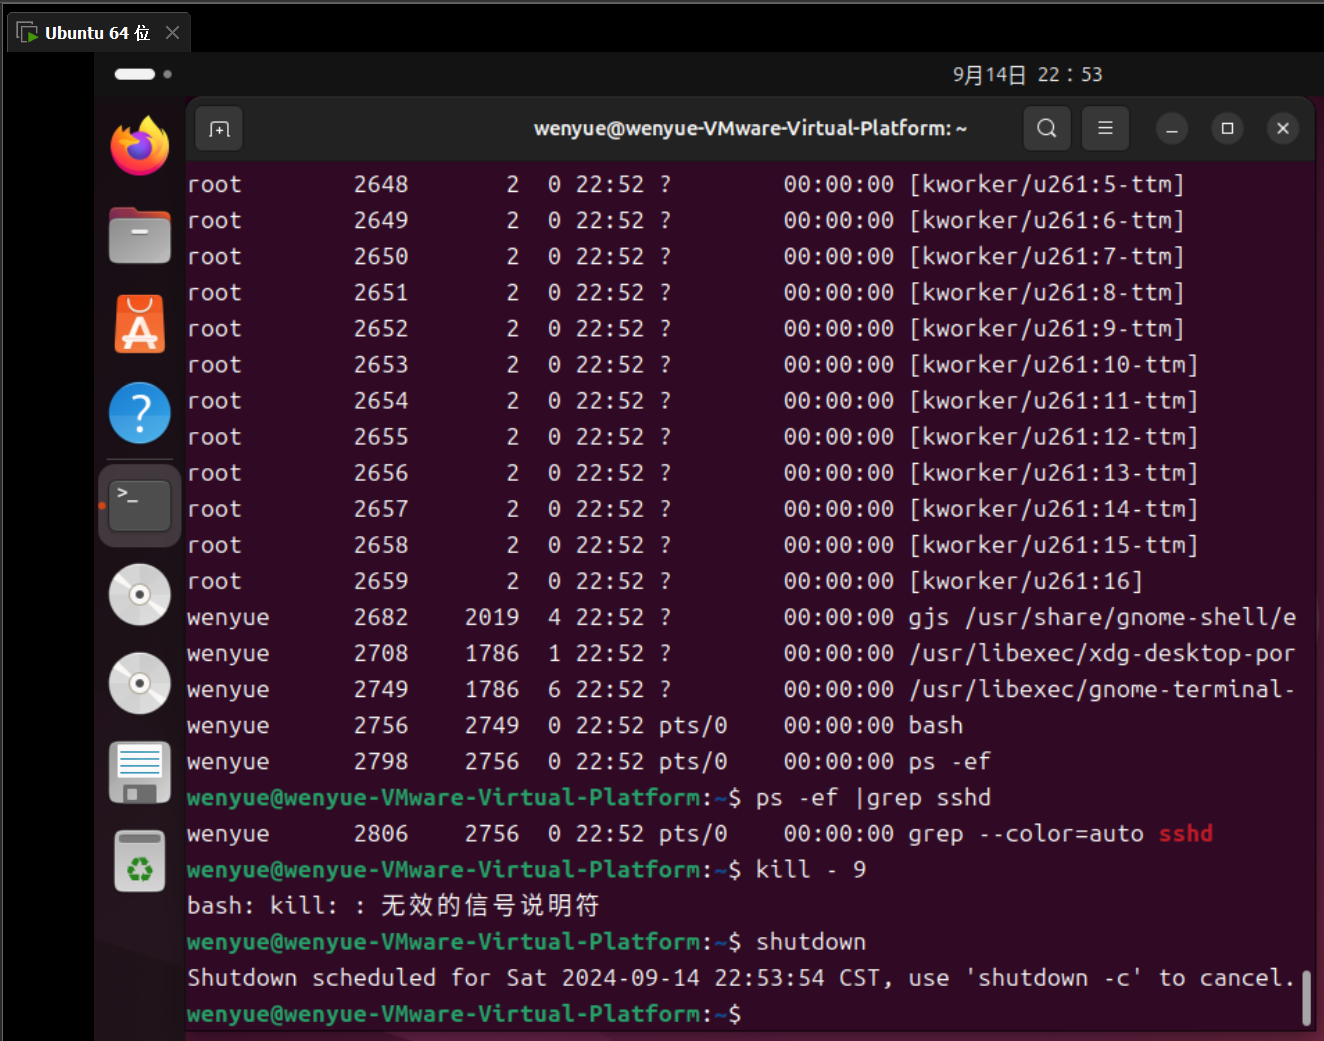 Ubuntu 64 位
9月14日 22：53
wenyue@wenyue-VMware-Virtual-Platform: ~
root 2648 2 0 22:52 ? 00:00:00 [kworker/u261:5-ttm]
root 2649 2 0 22:52 ? 00:00:00 [kworker/u261:6-ttm]
root 2650 2 0 22:52 ? 00:00:00 [kworker/u261:7-ttm]
root 2651 2 0 22:52 ? 00:00:00 [kworker/u261:8-ttm]
root 2652 2 0 22:52 ? 00:00:00 [kworker/u261:9-ttm]
root 2653 2 0 22:52 ? 00:00:00 [kworker/u261:10-ttm]
root 2654 2 0 22:52 ? 00:00:00 [kworker/u261:11-ttm]
root 2655 2 0 22:52 ? 00:00:00 [kworker/u261:12-ttm]
root 2656 2 0 22:52 ? 00:00:00 [kworker/u261:13-ttm]
root 2657 2 0 22:52 ? 00:00:00 [kworker/u261:14-ttm]
root 2658 2 0 22:52 ? 00:00:00 [kworker/u261:15-ttm]
root 2659 2 0 22:52 ? 00:00:00 [kworker/u261:16]
wenyue 2682 2019 4 22:52 ? 00:00:00 gjs /usr/share/gnome-shell/e
wenyue 2708 1786 1 22:52 ? 00:00:00 /usr/libexec/xdg-desktop-por
wenyue 2749 1786 6 22:52 ? 00:00:00 /usr/libexec/gnome-terminal-
wenyue 2756 2749 0 22:52 pts/0 00:00:00 bash
wenyue 2798 2756 0 22:52 pts/0 00:00:00 ps -ef
wenyue@wenyue-VMware-Virtual-Platform:~$ ps -ef |grep sshd
wenyue 2806 2756 0 22:52 pts/0 00:00:00 grep --color=auto sshd
wenyue@wenyue-VMware-Virtual-Platform:~$ kill - 9
bash: kill: : 无效的信号说明符
wenyue@wenyue-VMware-Virtual-Platform:~$ shutdown
Shutdown scheduled for Sat 2024-09-14 22:53:54 CST, use 'shutdown -c' to cancel.
wenyue@wenyue-VMware-Virtual-Platform:~$